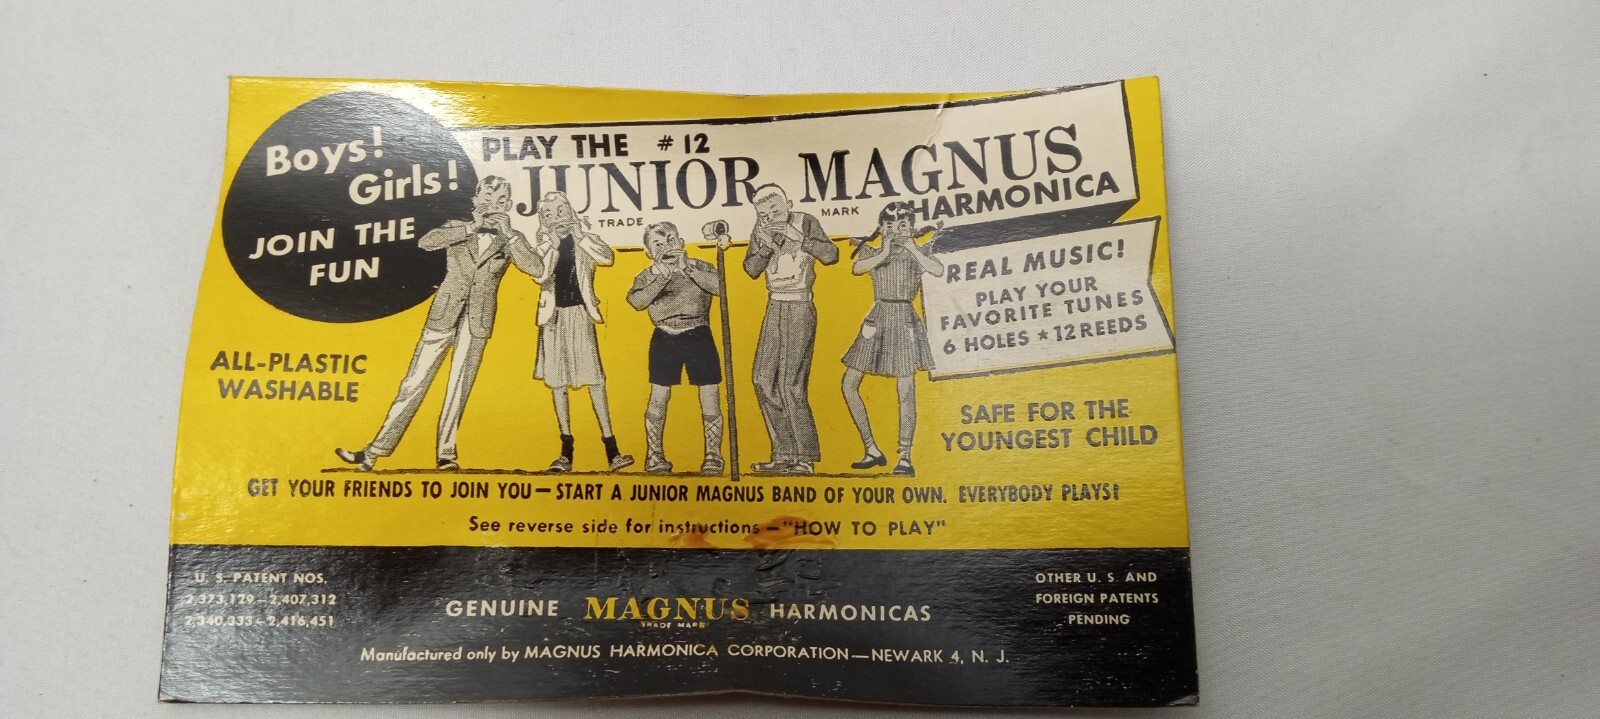 Boys!
Girls!
JOIN THE
FUN
PLAY THE # 12
JUNIOR MAGNUS
TRADE MARK
HARMONICA
REAL MUSIC!
PLAY YOUR
FAVORITE TUNES
6 HOLES ★ 12 REEDS
ALL-PLASTIC
WASHABLE
SAFE FOR THE
YOUNGEST CHILD
GET YOUR FRIENDS TO JOIN YOU — START A JUNIOR MAGNUS BAND OF YOUR OWN. EVERYBODY PLAYS!
See reverse side for instructions — "HOW TO PLAY"
U. S. PATENT NOS.
2,373,129 – 2,407,312
2,340,333 – 2,416,451
GENUINE MAGNUS HARMONICAS
TRADE MARK
OTHER U. S. AND
FOREIGN PATENTS
PENDING
Manufactured only by MAGNUS HARMONICA CORPORATION — NEWARK 4, N. J.